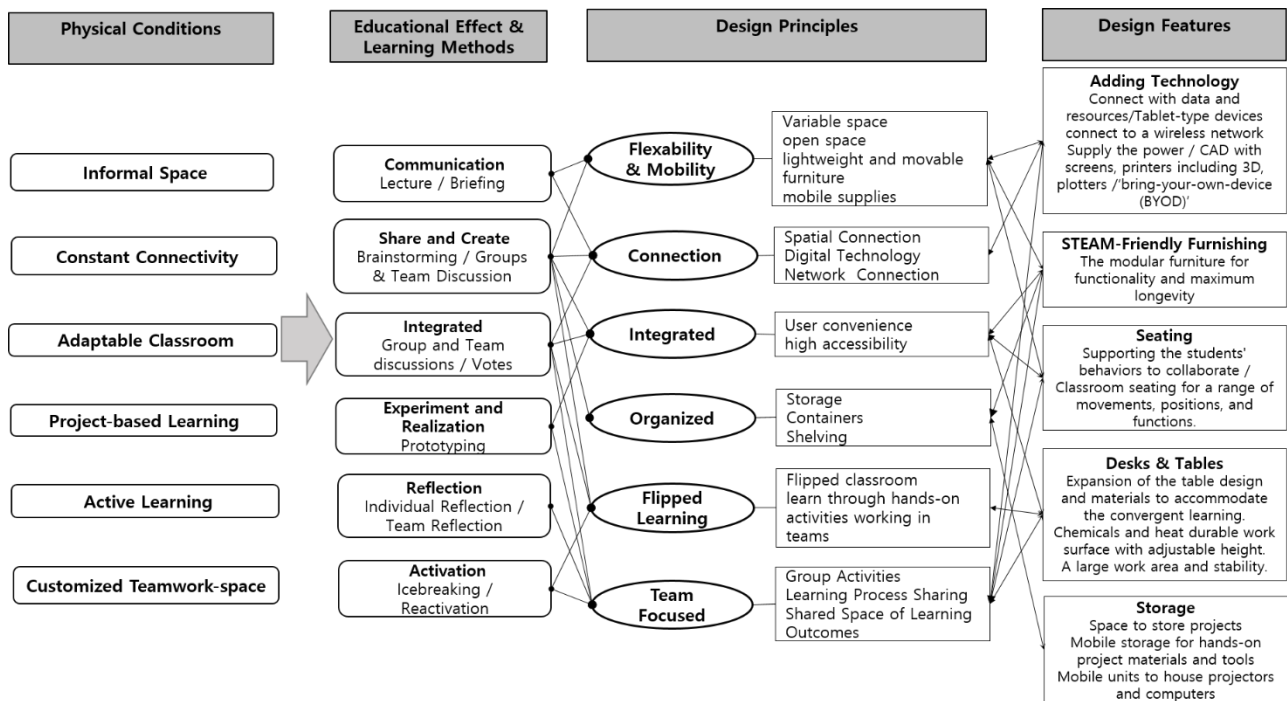 Physical Conditions
Informal Space
Constant Connectivity
Adaptable Classroom
Project-based Learning
Active Learning
Customized Teamwork-space
Educational Effect &
Learning Methods
Communication
Lecture / Briefing
Share and Create
Brainstorming / Groups
& Team Discussion
Integrated
Group and Team
discussions / Votes
Experiment and
Realization
Prototyping
Reflection
Individual Reflection /
Team Reflection
Activation
Icebreaking /
Reactivation
Design Principles
Flexability
& Mobility
Variable space
open space
lightweight and movable
furniture
mobile supplies
Connection
Spatial Connection
Digital Technology
Network Connection
Integrated
User convenience
high accessibility
Organized
Storage
Containers
Shelving
Flipped
Learning
Flipped classroom
learn through hands-on
activities working in
teams
Team
Focused
Group Activities
Learning Process Sharing
Shared Space of Learning
Outcomes
Design Features
Adding Technology
Connect with data and
resources/Tablet-type devices
connect to a wireless network
Supply the power / CAD with
screens, printers including 3D,
plotters /'bring-your-own-device
(BYOD)'
STEAM-Friendly Furnishing
The modular furniture for
functionality and maximum
longevity
Seating
Supporting the students'
behaviors to collaborate /
Classroom seating for a range of
movements, positions, and
functions.
Desks & Tables
Expansion of the table design
and materials to accommodate
the convergent learning.
Chemicals and heat durable work
surface with adjustable height.
A large work area and stability.
Storage
Space to store projects
Mobile storage for hands-on
project materials and tools
Mobile units to house projectors
and computers